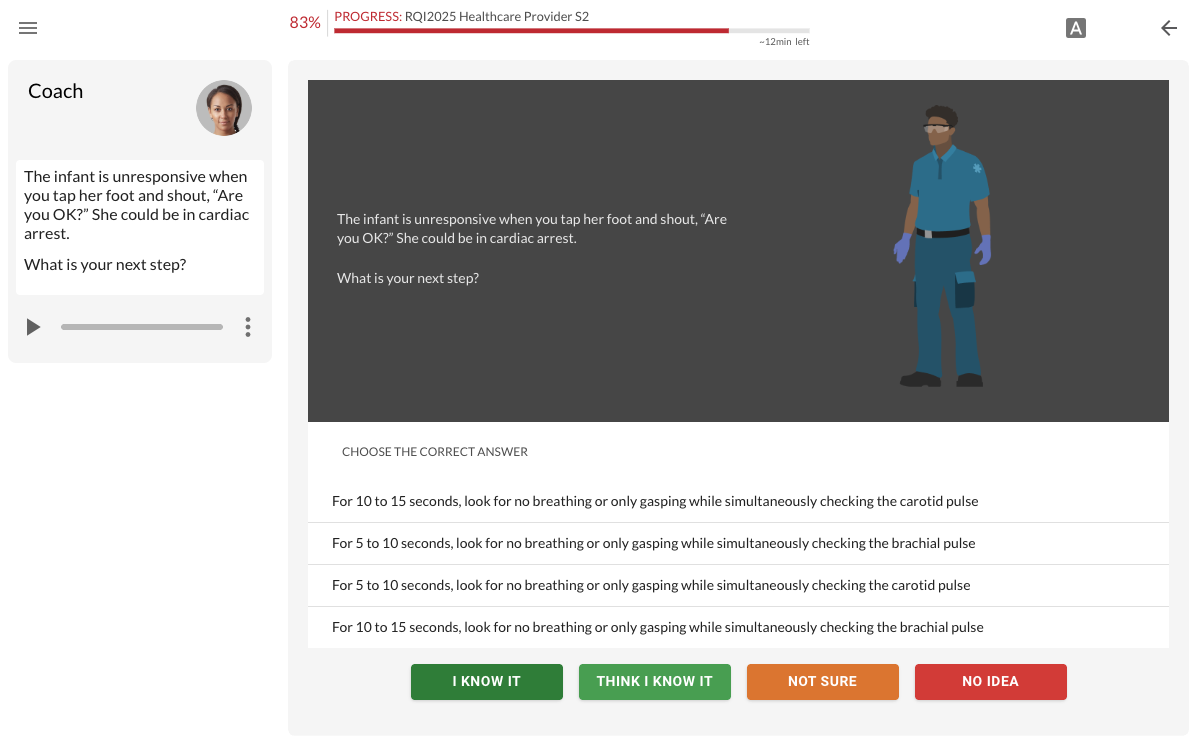 83%
PROGRESS: RQI2025 Healthcare Provider S2
~12min left
A
Coach
The infant is unresponsive when
you tap her foot and shout, “Are
you OK?” She could be in cardiac
arrest.
What is your next step?
The infant is unresponsive when you tap her foot and shout, “Are
you OK?” She could be in cardiac arrest.
What is your next step?
CHOOSE THE CORRECT ANSWER
For 10 to 15 seconds, look for no breathing or only gasping while simultaneously checking the carotid pulse
For 5 to 10 seconds, look for no breathing or only gasping while simultaneously checking the brachial pulse
For 5 to 10 seconds, look for no breathing or only gasping while simultaneously checking the carotid pulse
For 10 to 15 seconds, look for no breathing or only gasping while simultaneously checking the brachial pulse
I KNOW IT
THINK I KNOW IT
NOT SURE
NO IDEA